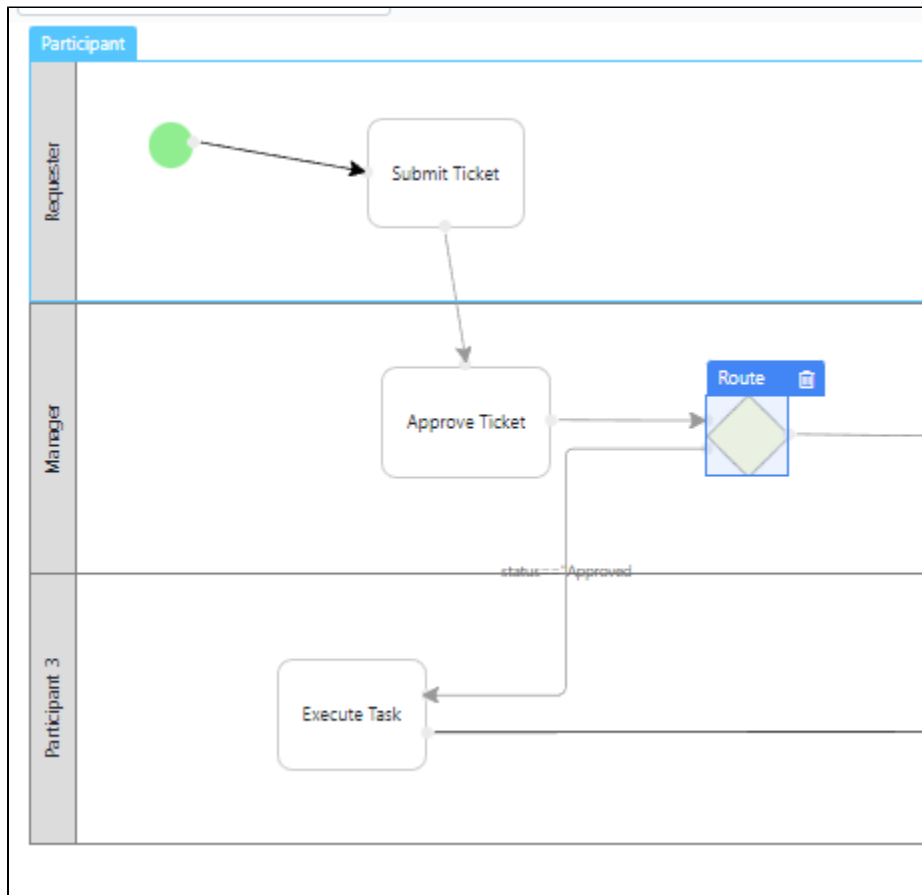 Participant
Requester
Submit Ticket
Manager
Approve Ticket
Route
status=="Approved
Participant 3
Execute Task